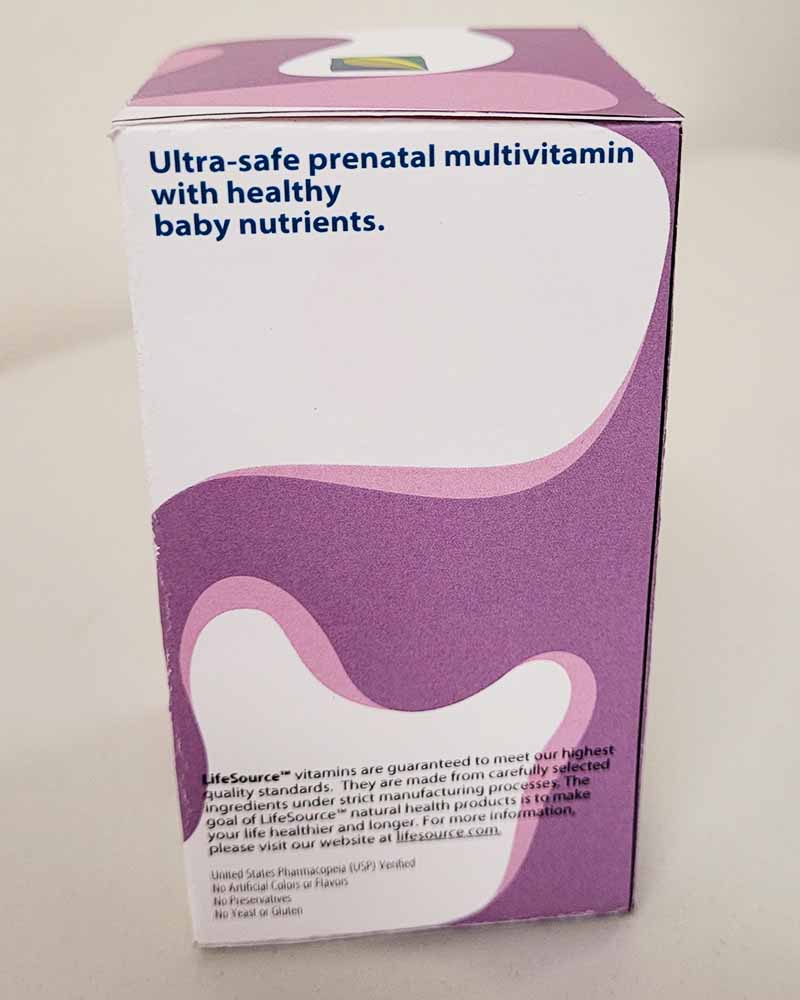 Ultra-safe prenatal multivitamin
with healthy
baby nutrients.
LifeSource™ vitamins are guaranteed to meet our highest
quality standards. They are made from carefully selected
ingredients under strict manufacturing processes. The
goal of LifeSource™ natural health products is to make
your life healthier and longer. For more information,
please visit our website at lifesource.com.
United States Pharmacopeia (USP) Verified
No Artificial Colors or Flavors
No Preservatives
No Yeast or Gluten